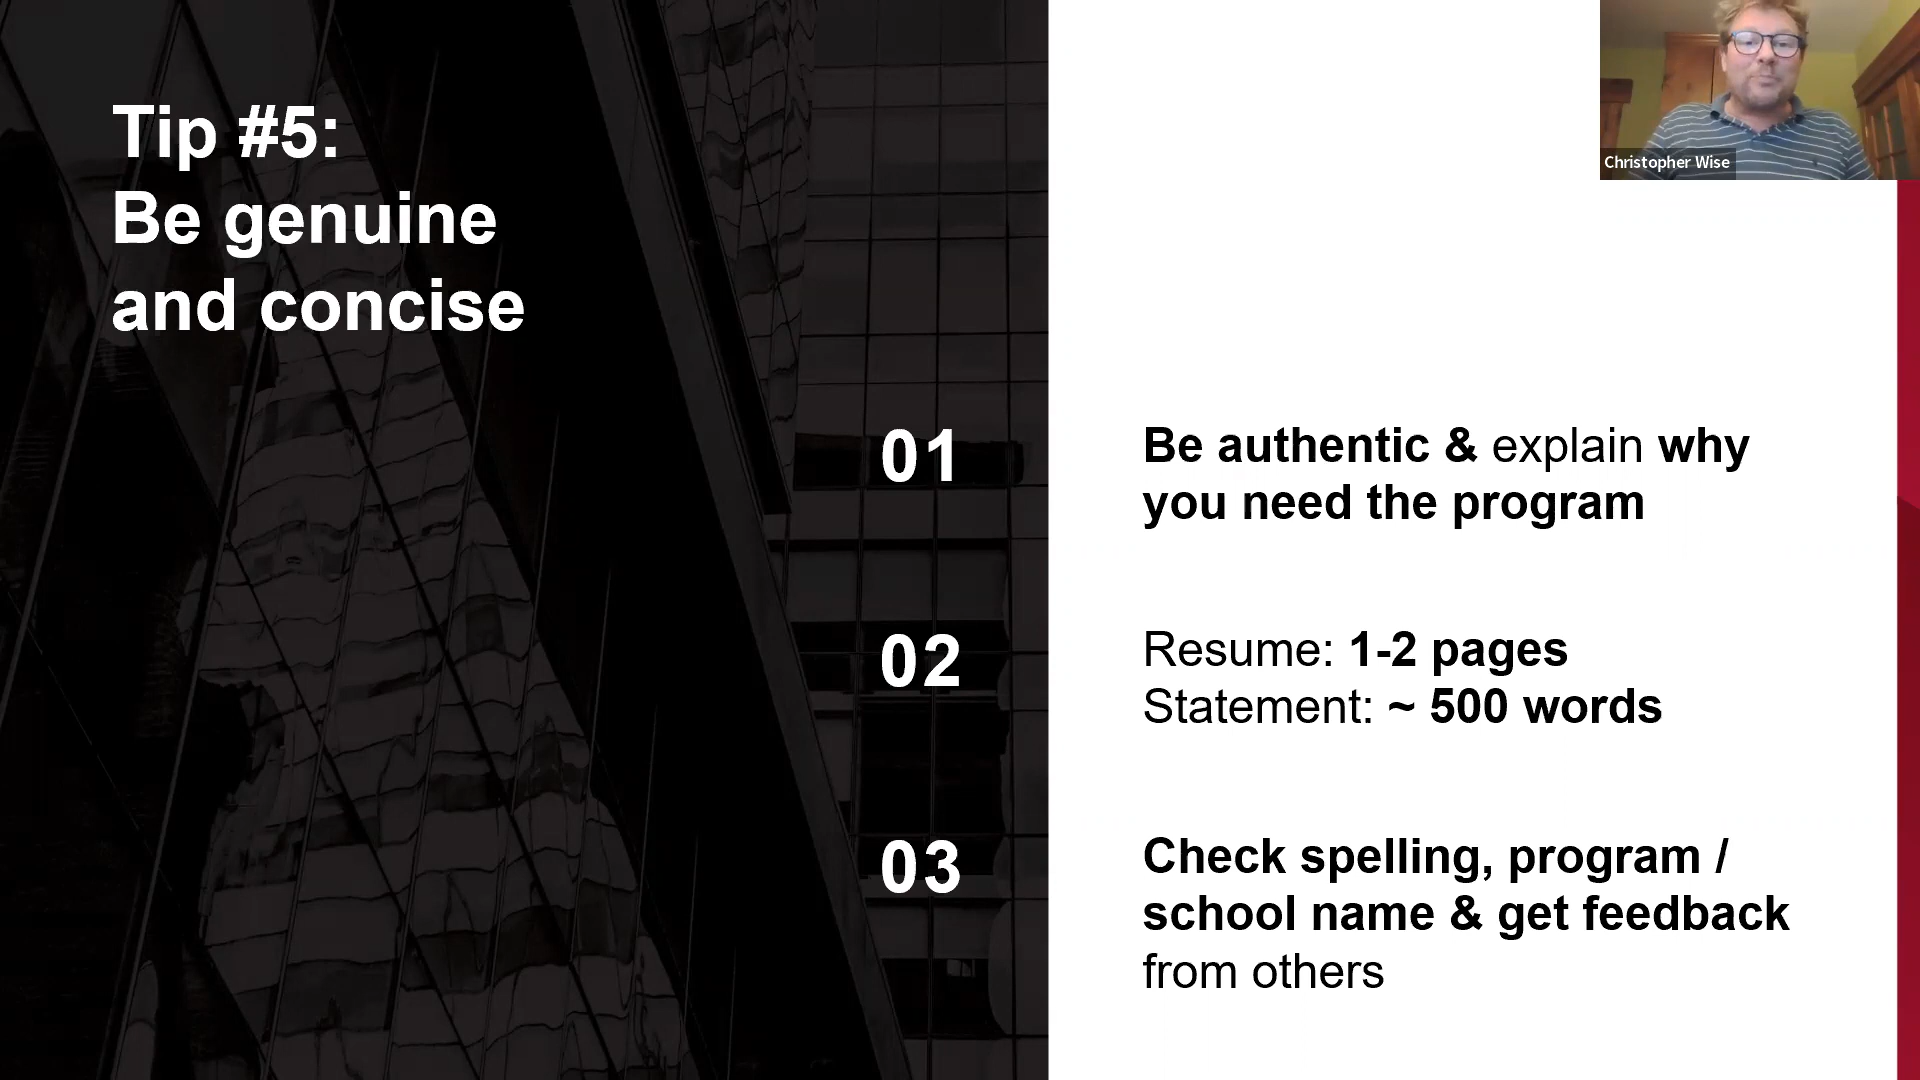 Tip #5:
Be genuine
and concise
Christopher Wise
01
Be authentic & explain why
you need the program
02
Resume: 1-2 pages
Statement: ~ 500 words
03
Check spelling, program /
school name & get feedback
from others